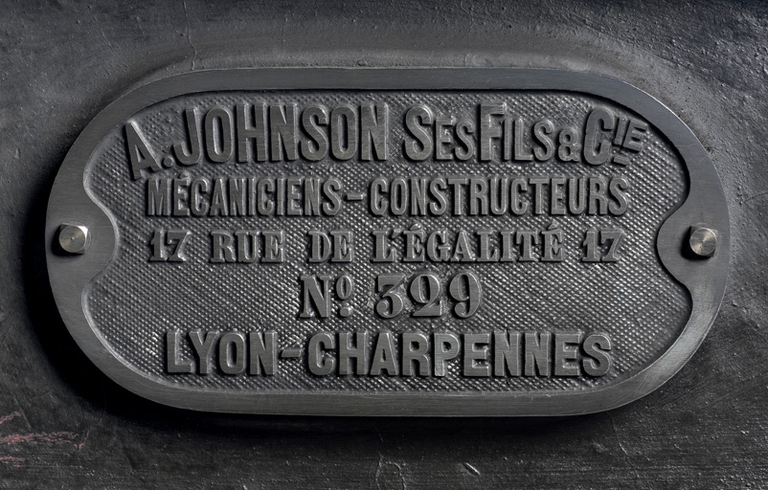 A. JOHNSON SES FILS & CIE
MÉCANICIENS-CONSTRUCTEURS
17 RUE DE L'ÉGALITÉ 17
Nº 329
LYON-CHARPENNES